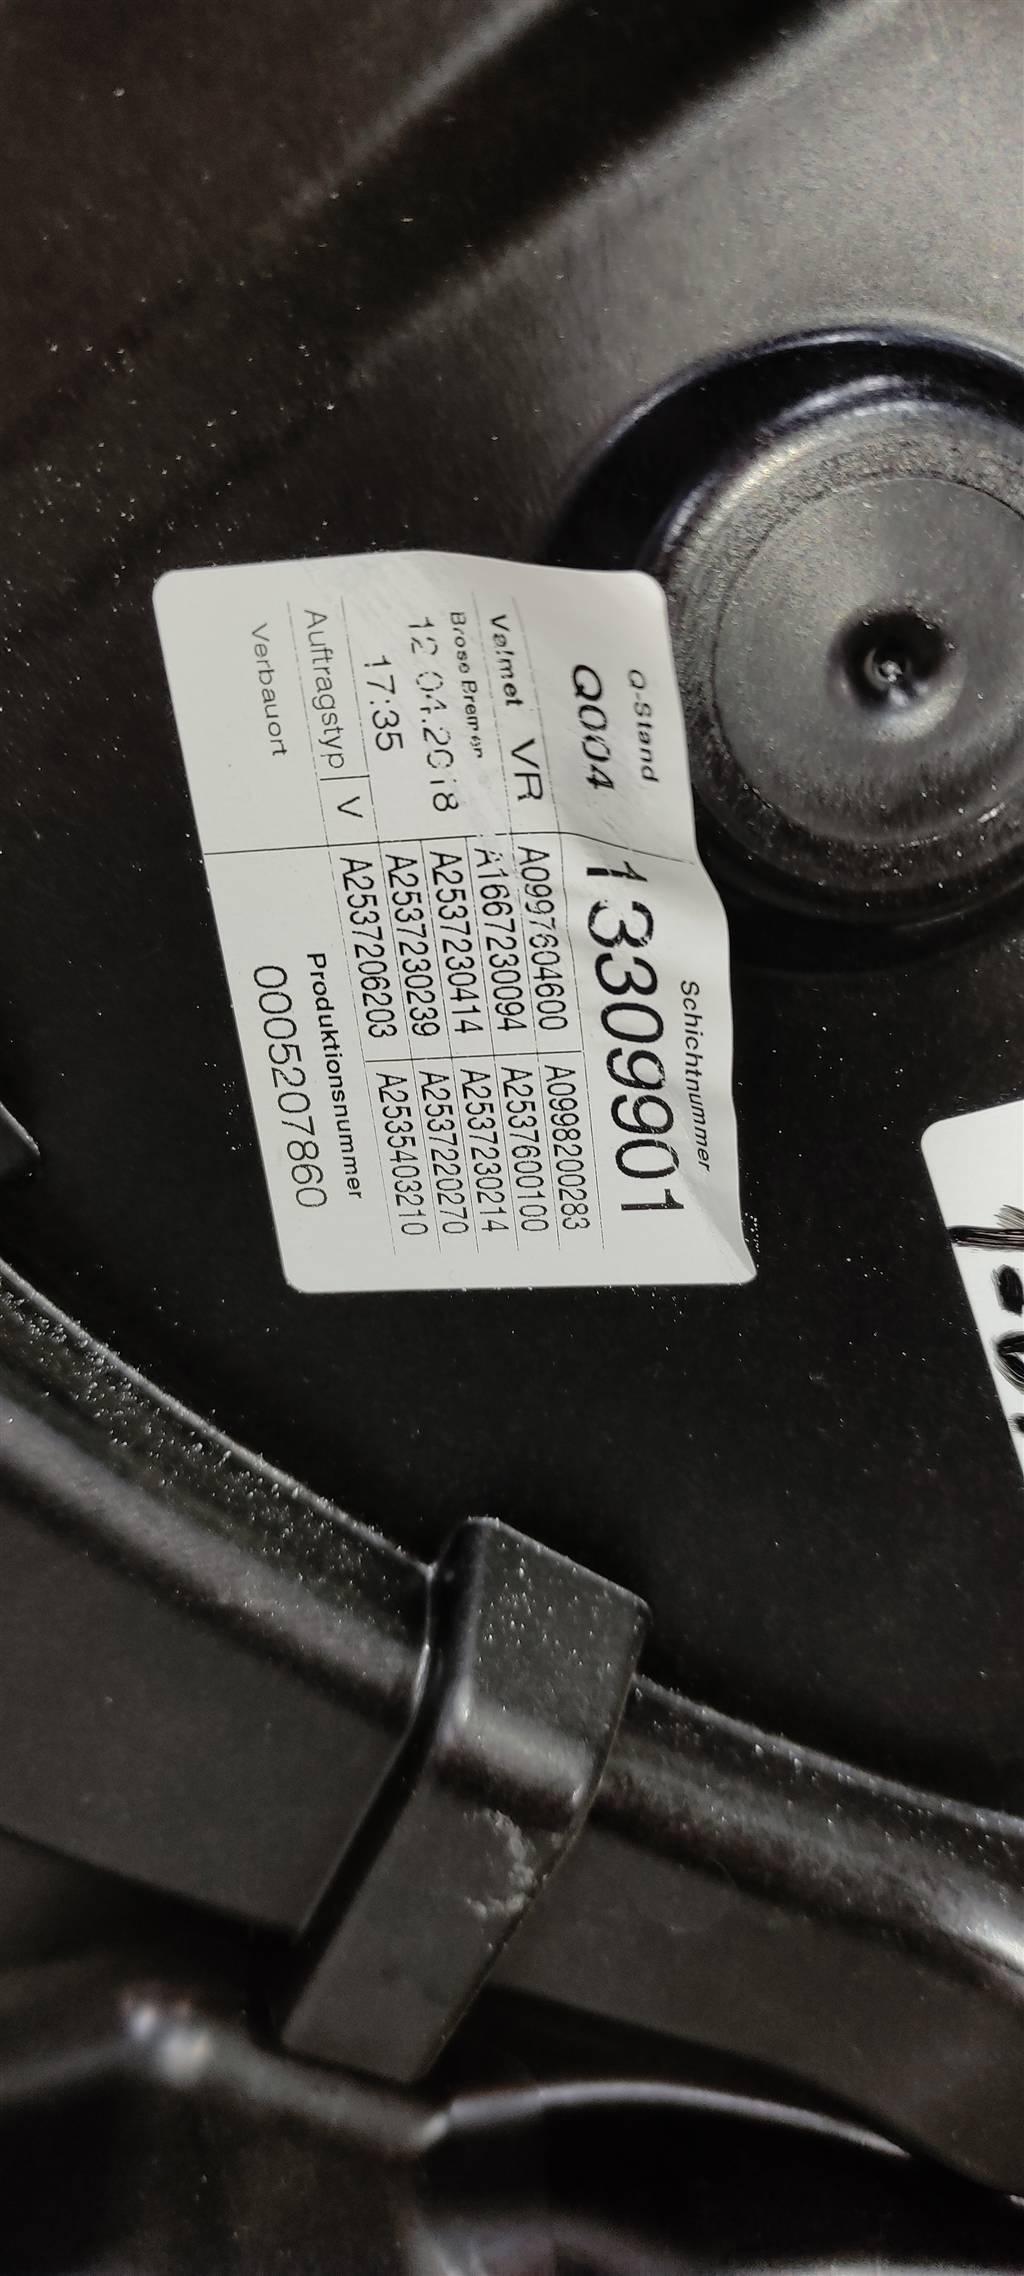 Q-Stand Schichtnummer
Q004 13309901
Valmet VR A0997604600 A0998200283
Brose Bremen A1667230094 A2537600100
12.04.2018 A2537230414 A2537230214
17:35 A2537230239 A2537220270
Auftragstyp V A2537206203 A2535403210
Verbauort Produktionsnummer
0005207860